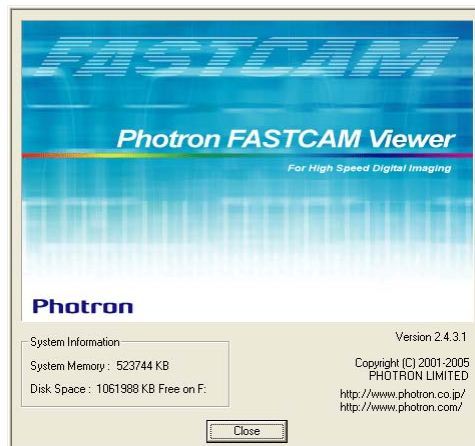 FASTCAM
Photron FASTCAM Viewer
For High Speed Digital Imaging
Photron
System Information
System Memory : 523744 KB
Disk Space : 1061988 KB Free on F:
Version 2.4.3.1
Copyright (C) 2001-2005
PHOTRON LIMITED
http://www.photron.co.jp/
http://www.photron.com/
Close